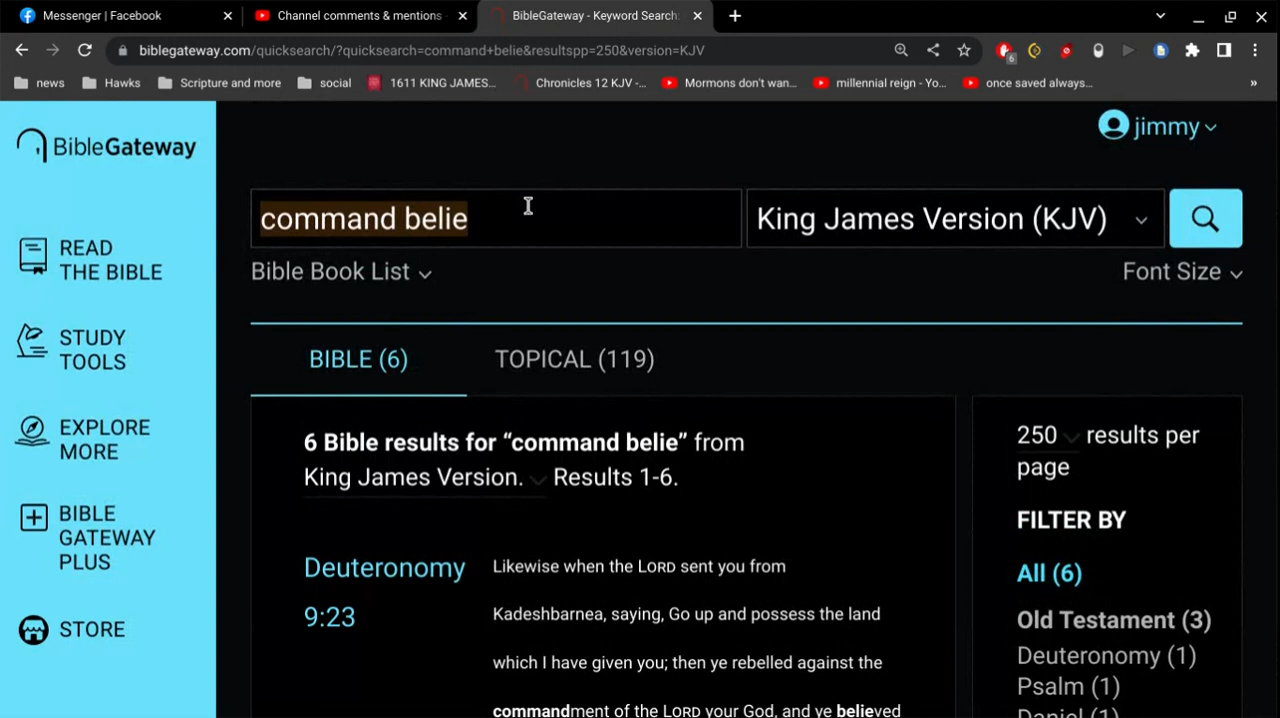 Messenger | Facebook
Channel comments & mentions
BibleGateway - Keyword Search:
biblegateway.com/quicksearch/?quicksearch=command+belie&resultspp=250&version=KJV
6
news
Hawks
Scripture and more
social
1611 KING JAMES...
Chronicles 12 KJV -...
Mormons don't wan...
millennial reign - Yo...
once saved always...
»
BibleGateway
jimmy
command belie
King James Version (KJV)
Bible Book List
Font Size
READ
THE BIBLE
STUDY
TOOLS
EXPLORE
MORE
BIBLE
GATEWAY
PLUS
STORE
BIBLE (6)
TOPICAL (119)
6 Bible results for “command belie” from
King James Version. Results 1-6.
Deuteronomy
9:23
Likewise when the LORD sent you from
Kadeshbarnea, saying, Go up and possess the land
which I have given you; then ye rebelled against the
commandment of the LORD your God, and ye believed
250 results per
page
FILTER BY
All (6)
Old Testament (3)
Deuteronomy (1)
Psalm (1)
Daniel (1)